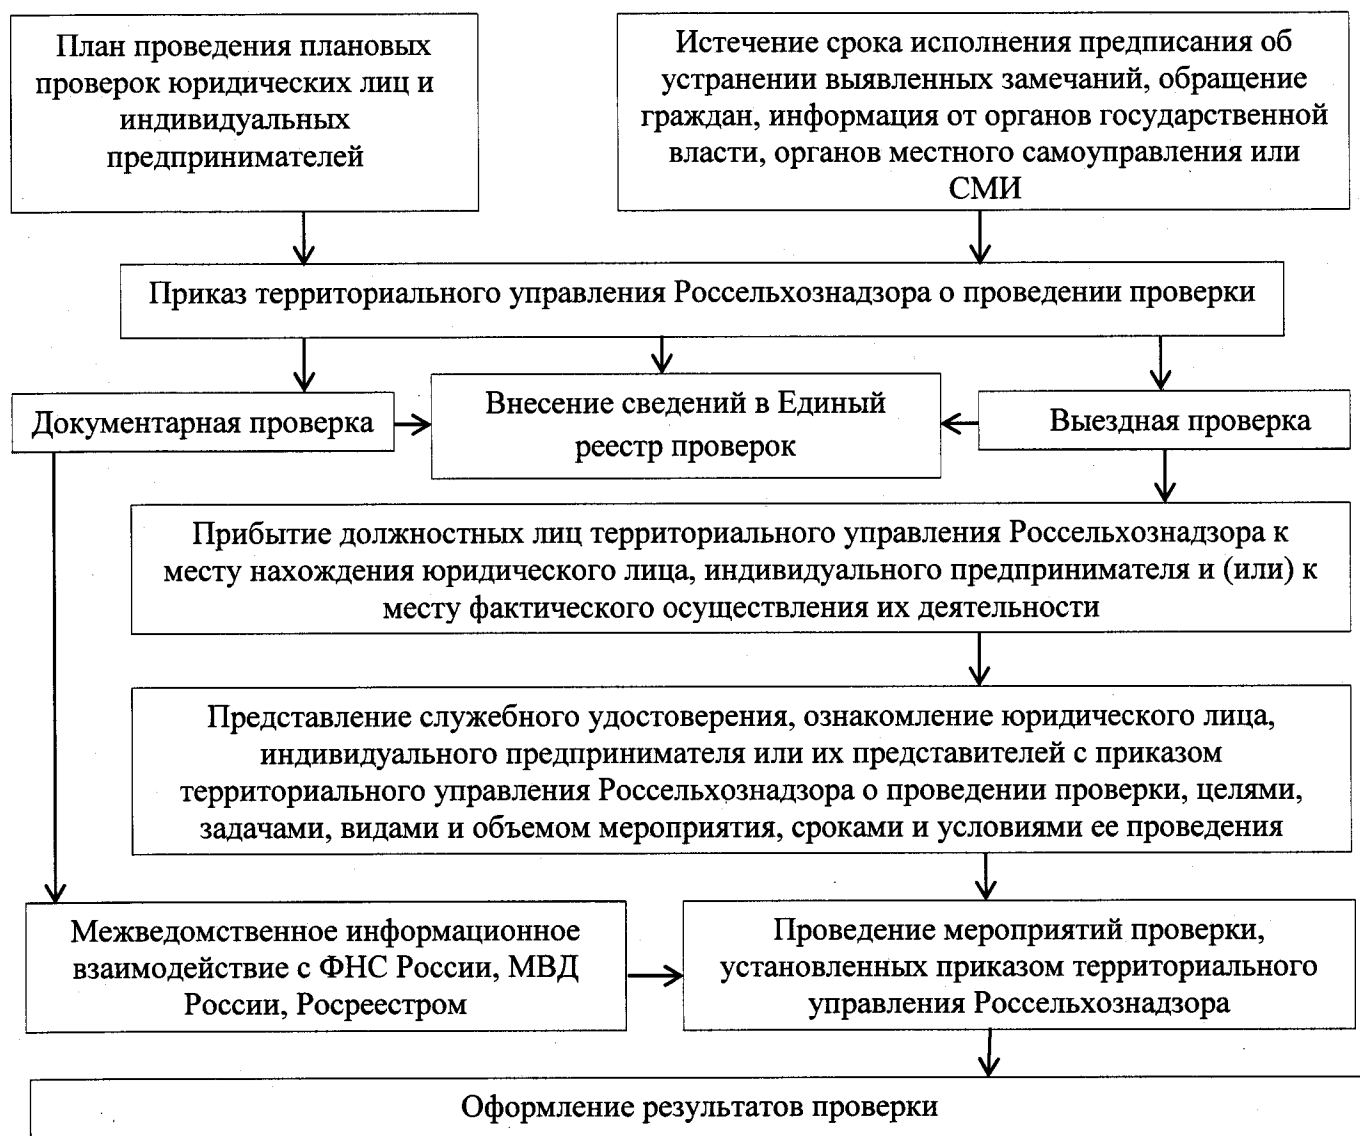 План проведения плановых
проверок юридических лиц и
индивидуальных
предпринимателей
Истечение срока исполнения предписания об
устранении выявленных замечаний, обращение
граждан, информация от органов государственной
власти, органов местного самоуправления или
СМИ
Приказ территориального управления Россельхознадзора о проведении проверки
Документарная проверка
Внесение сведений в Единый
реестр проверок
Выездная проверка
Прибытие должностных лиц территориального управления Россельхознадзора к
месту нахождения юридического лица, индивидуального предпринимателя и (или) к
месту фактического осуществления их деятельности
Представление служебного удостоверения, ознакомление юридического лица,
индивидуального предпринимателя или их представителей с приказом
территориального управления Россельхознадзора о проведении проверки, целями,
задачами, видами и объемом мероприятия, сроками и условиями ее проведения
Межведомственное информационное
взаимодействие с ФНС России, МВД
России, Росреестром
Проведение мероприятий проверки,
установленных приказом территориального
управления Россельхознадзора
Оформление результатов проверки